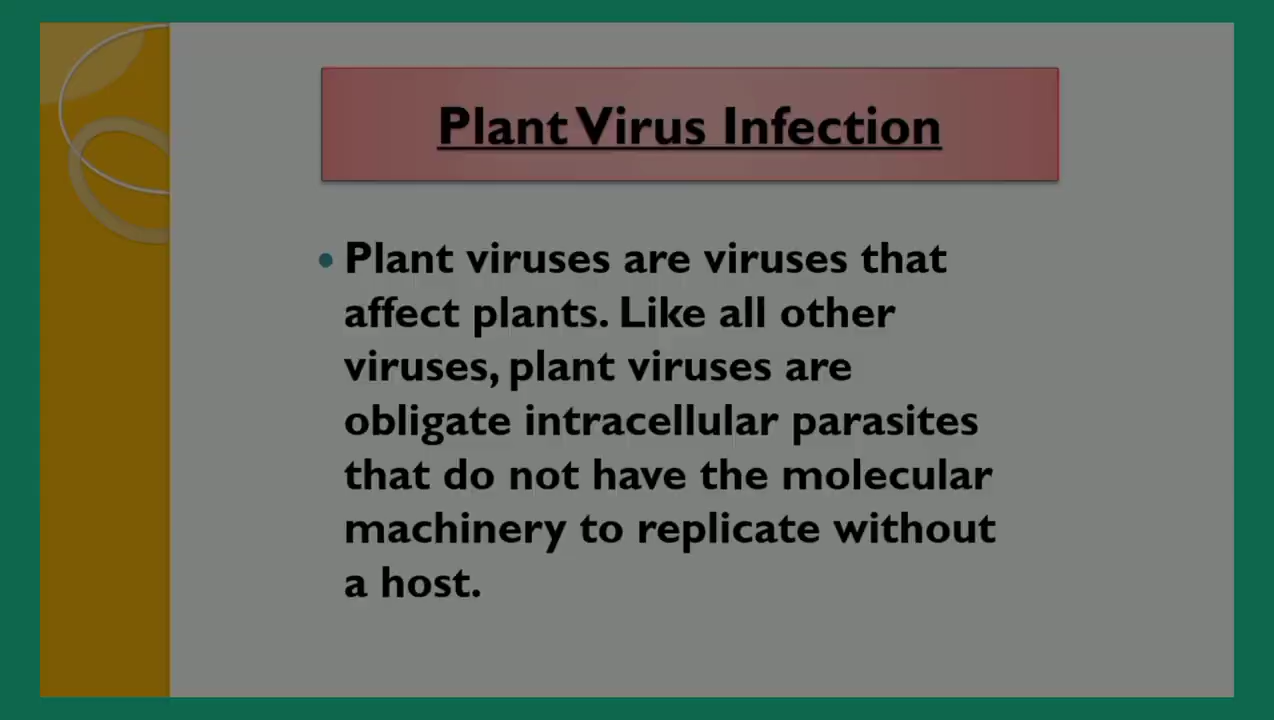 Plant Virus Infection
• Plant viruses are viruses that
affect plants. Like all other
viruses, plant viruses are
obligate intracellular parasites
that do not have the molecular
machinery to replicate without
a host.